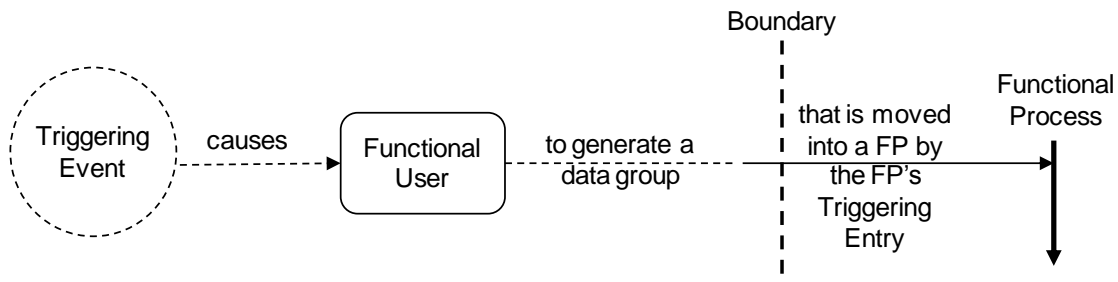 Boundary
Functional
Process
Triggering
Event
causes
Functional
User
to generate a
data group
that is moved
into a FP by
the FP's
Triggering
Entry